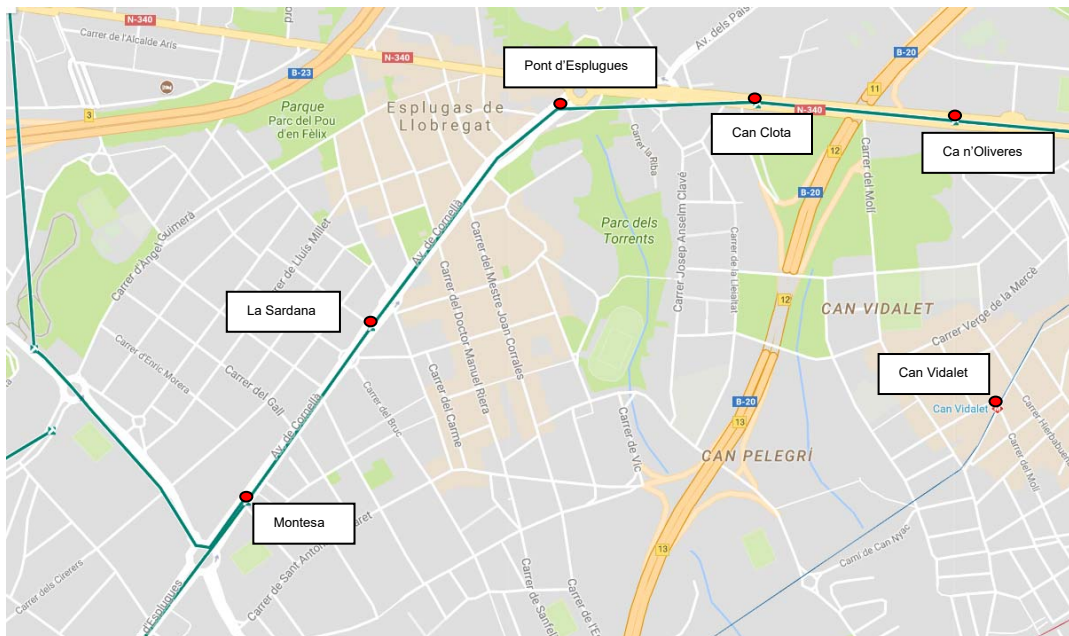 N-340
Carrer de l'Alcalde Arís
N-340
B-23
Av. dels País
Pont d'Esplugues
B-20
11
3
Parque
Parc del Pou
d'en Fèlix
Esplugas de
Llobregat
N-340
Can Clota
Ca n'Oliveres
12
Carrer la Riba
B-20
Carrer del Molí
Carrer Josep Anselm Clavé
Parc dels
Torrents
Carrer d'Àngel Guimerà
Carrer de Lluís Millet
Av. de Cornellà
Carrer del Mestre Joan Corrales
Carrer del Doctor Manuel Riera
Carrer de la Lleialtat
12
CAN VIDALET
Carrer Verge de la Mercè
La Sardana
Carrer d'Enric Morera
Carrer del Gall
Carrer del Bruc
Carrer del Carme
Av. de Cornellà
Can Vidalet
Can Vidalet
B-20
13
Carrer Hierbabuena
Carrer del Molí
Carrer de Vic
CAN PELEGRÍ
Montesa
Carrer de Sant Anton
aret
13
Camí de Can Nyac
Carrer dels Cirerers
d'Esplugues
Carrer de Sanfel
Carrer de l'E